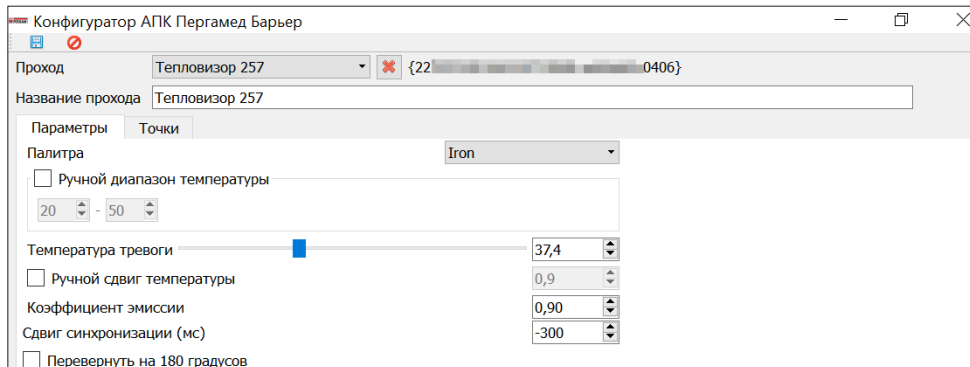 Конфигуратор АПК Пергамед Барьер
Проход Тепловизор 257 {22 0406}
Название прохода Тепловизор 257
Параметры Точки
Палитра Iron
Ручной диапазон температуры
20 - 50
Температура тревоги 37,4
Ручной сдвиг температуры 0,9
Коэффициент эмиссии 0,90
Сдвиг синхронизации (мс) -300
Перевернуть на 180 градусов